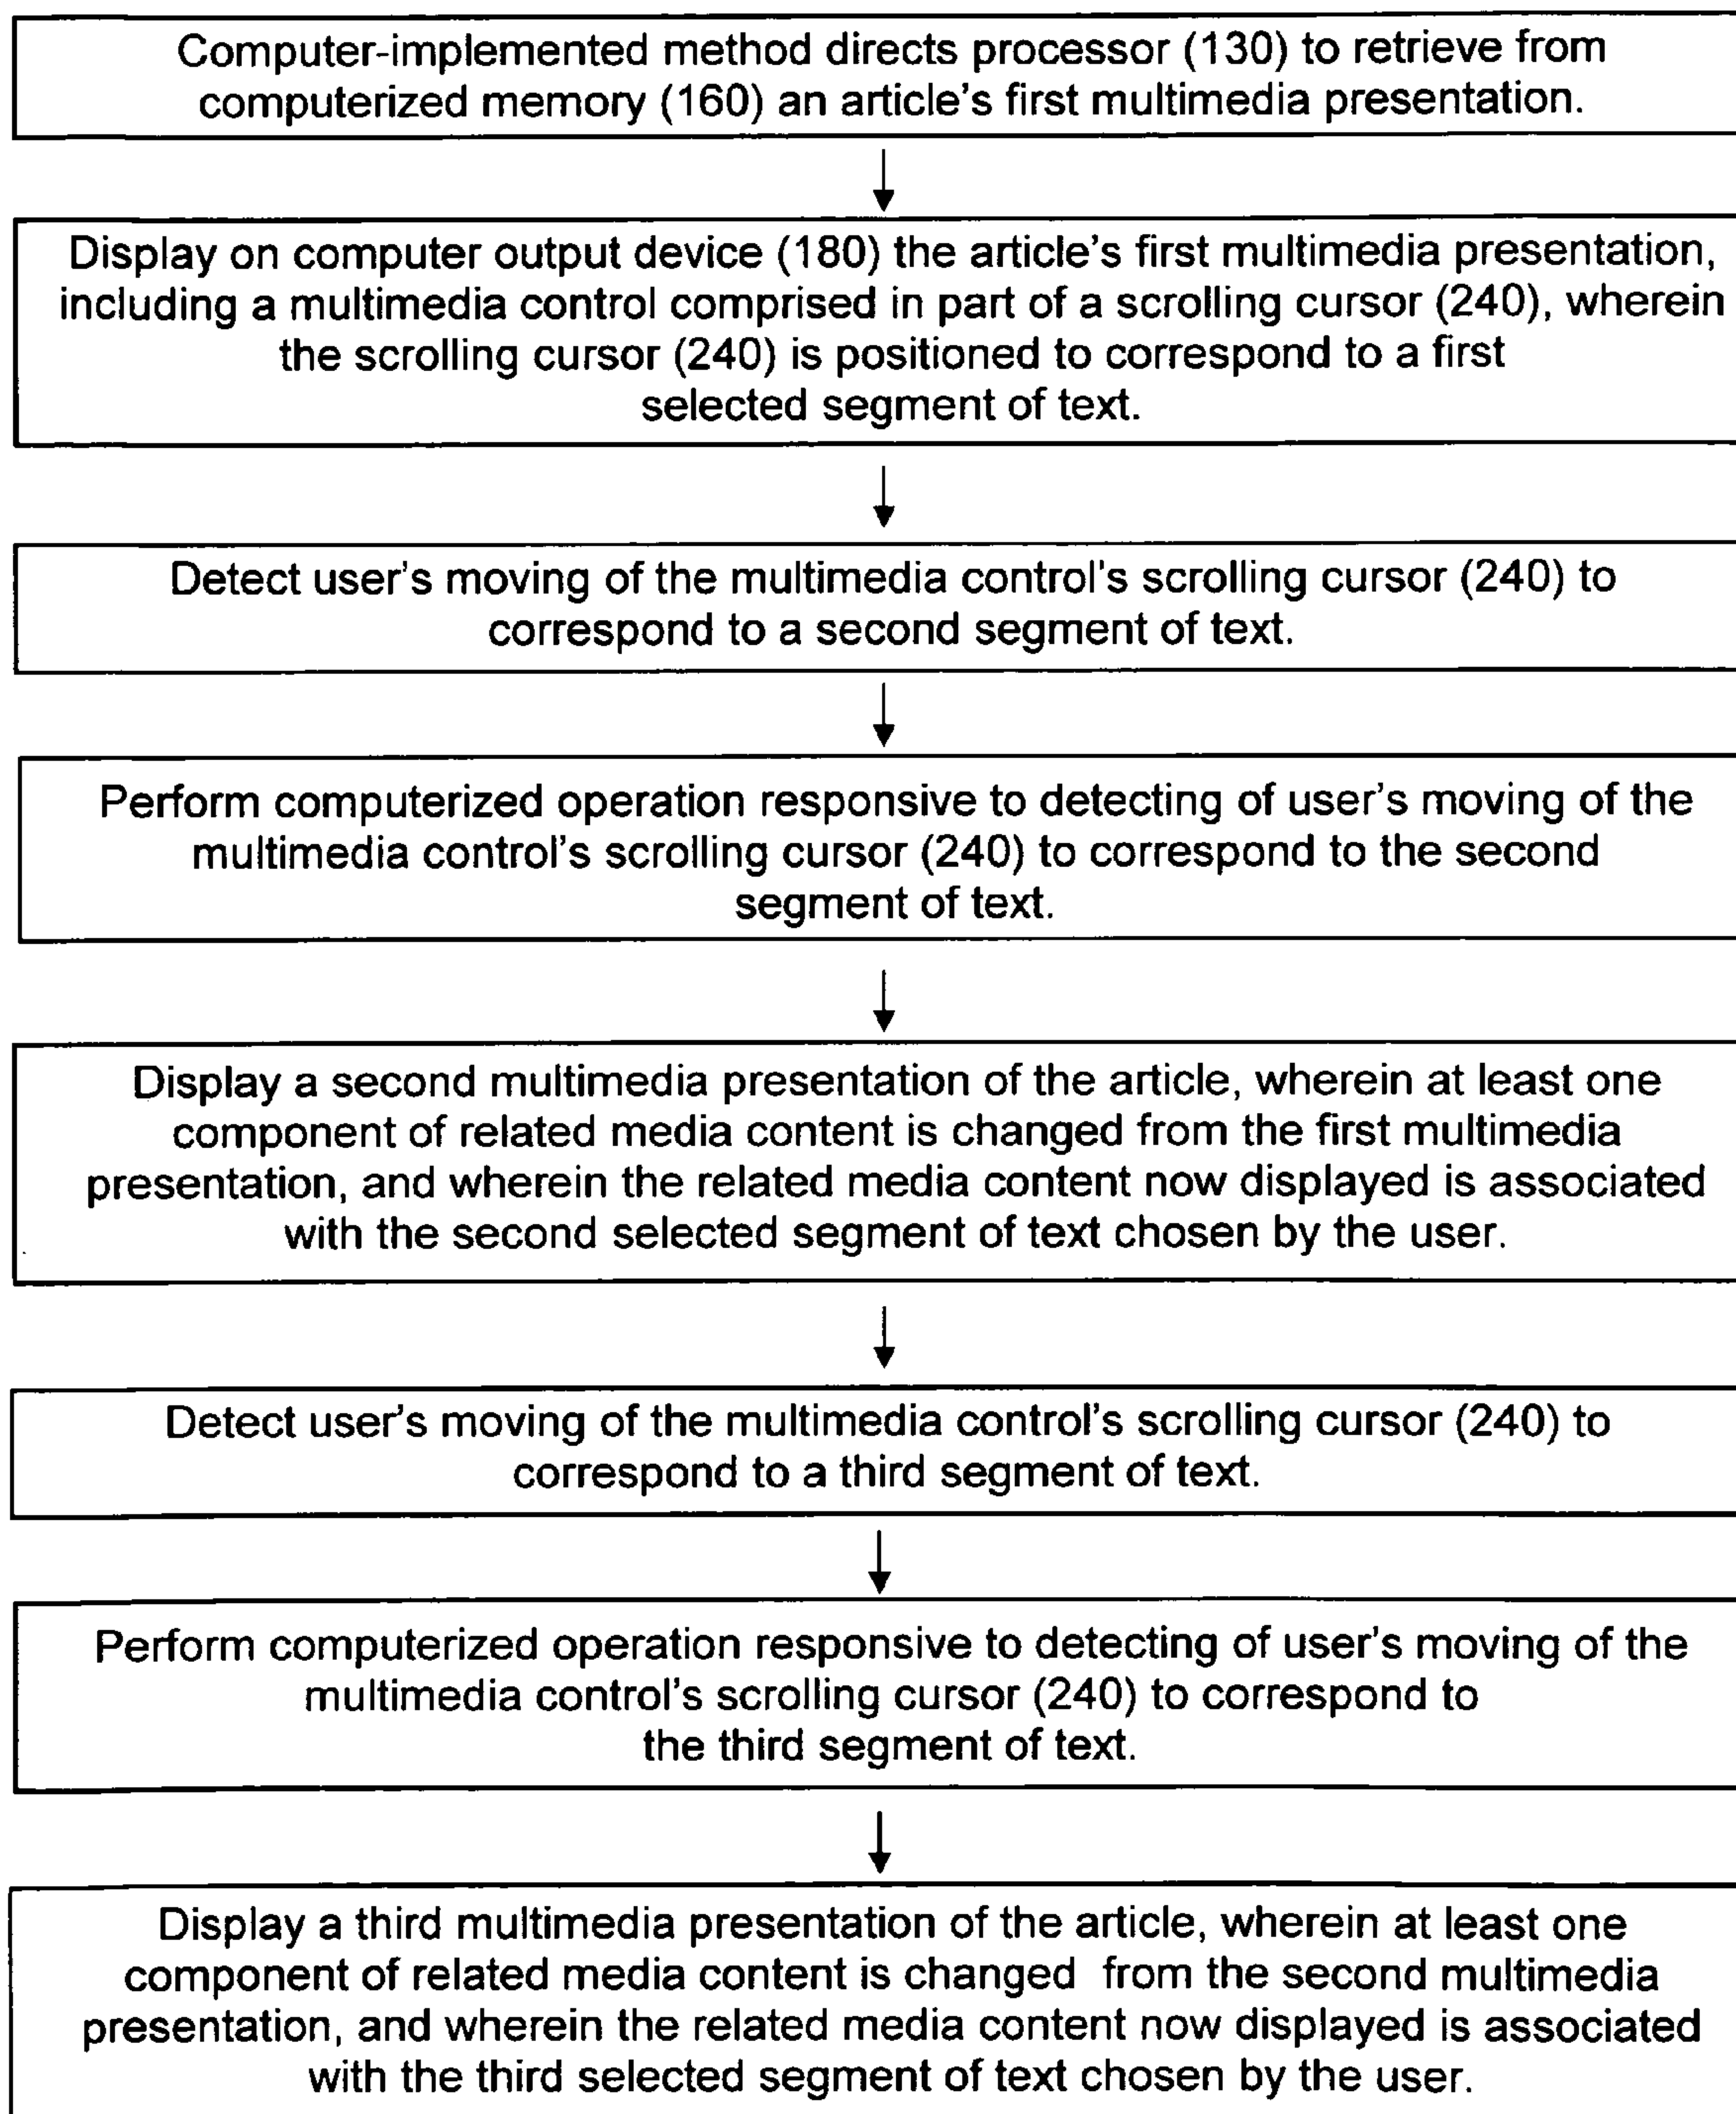 Computer-implemented method directs processor (130) to retrieve from
computerized memory (160) an article's first multimedia presentation.
Display on computer output device (180) the article's first multimedia presentation,
including a multimedia control comprised in part of a scrolling cursor (240), wherein
the scrolling cursor (240) is positioned to correspond to a first
selected segment of text.
Detect user's moving of the multimedia control's scrolling cursor (240) to
correspond to a second segment of text.
Perform computerized operation responsive to detecting of user's moving of the
multimedia control's scrolling cursor (240) to correspond to the second
segment of text.
Display a second multimedia presentation of the article, wherein at least one
component of related media content is changed from the first multimedia
presentation, and wherein the related media content now displayed is associated
with the second selected segment of text chosen by the user.
Detect user's moving of the multimedia control's scrolling cursor (240) to
correspond to a third segment of text.
Perform computerized operation responsive to detecting of user's moving of the
multimedia control's scrolling cursor (240) to correspond to
the third segment of text.
Display a third multimedia presentation of the article, wherein at least one
component of related media content is changed from the second multimedia
presentation, and wherein the related media content now displayed is associated
with the third selected segment of text chosen by the user.